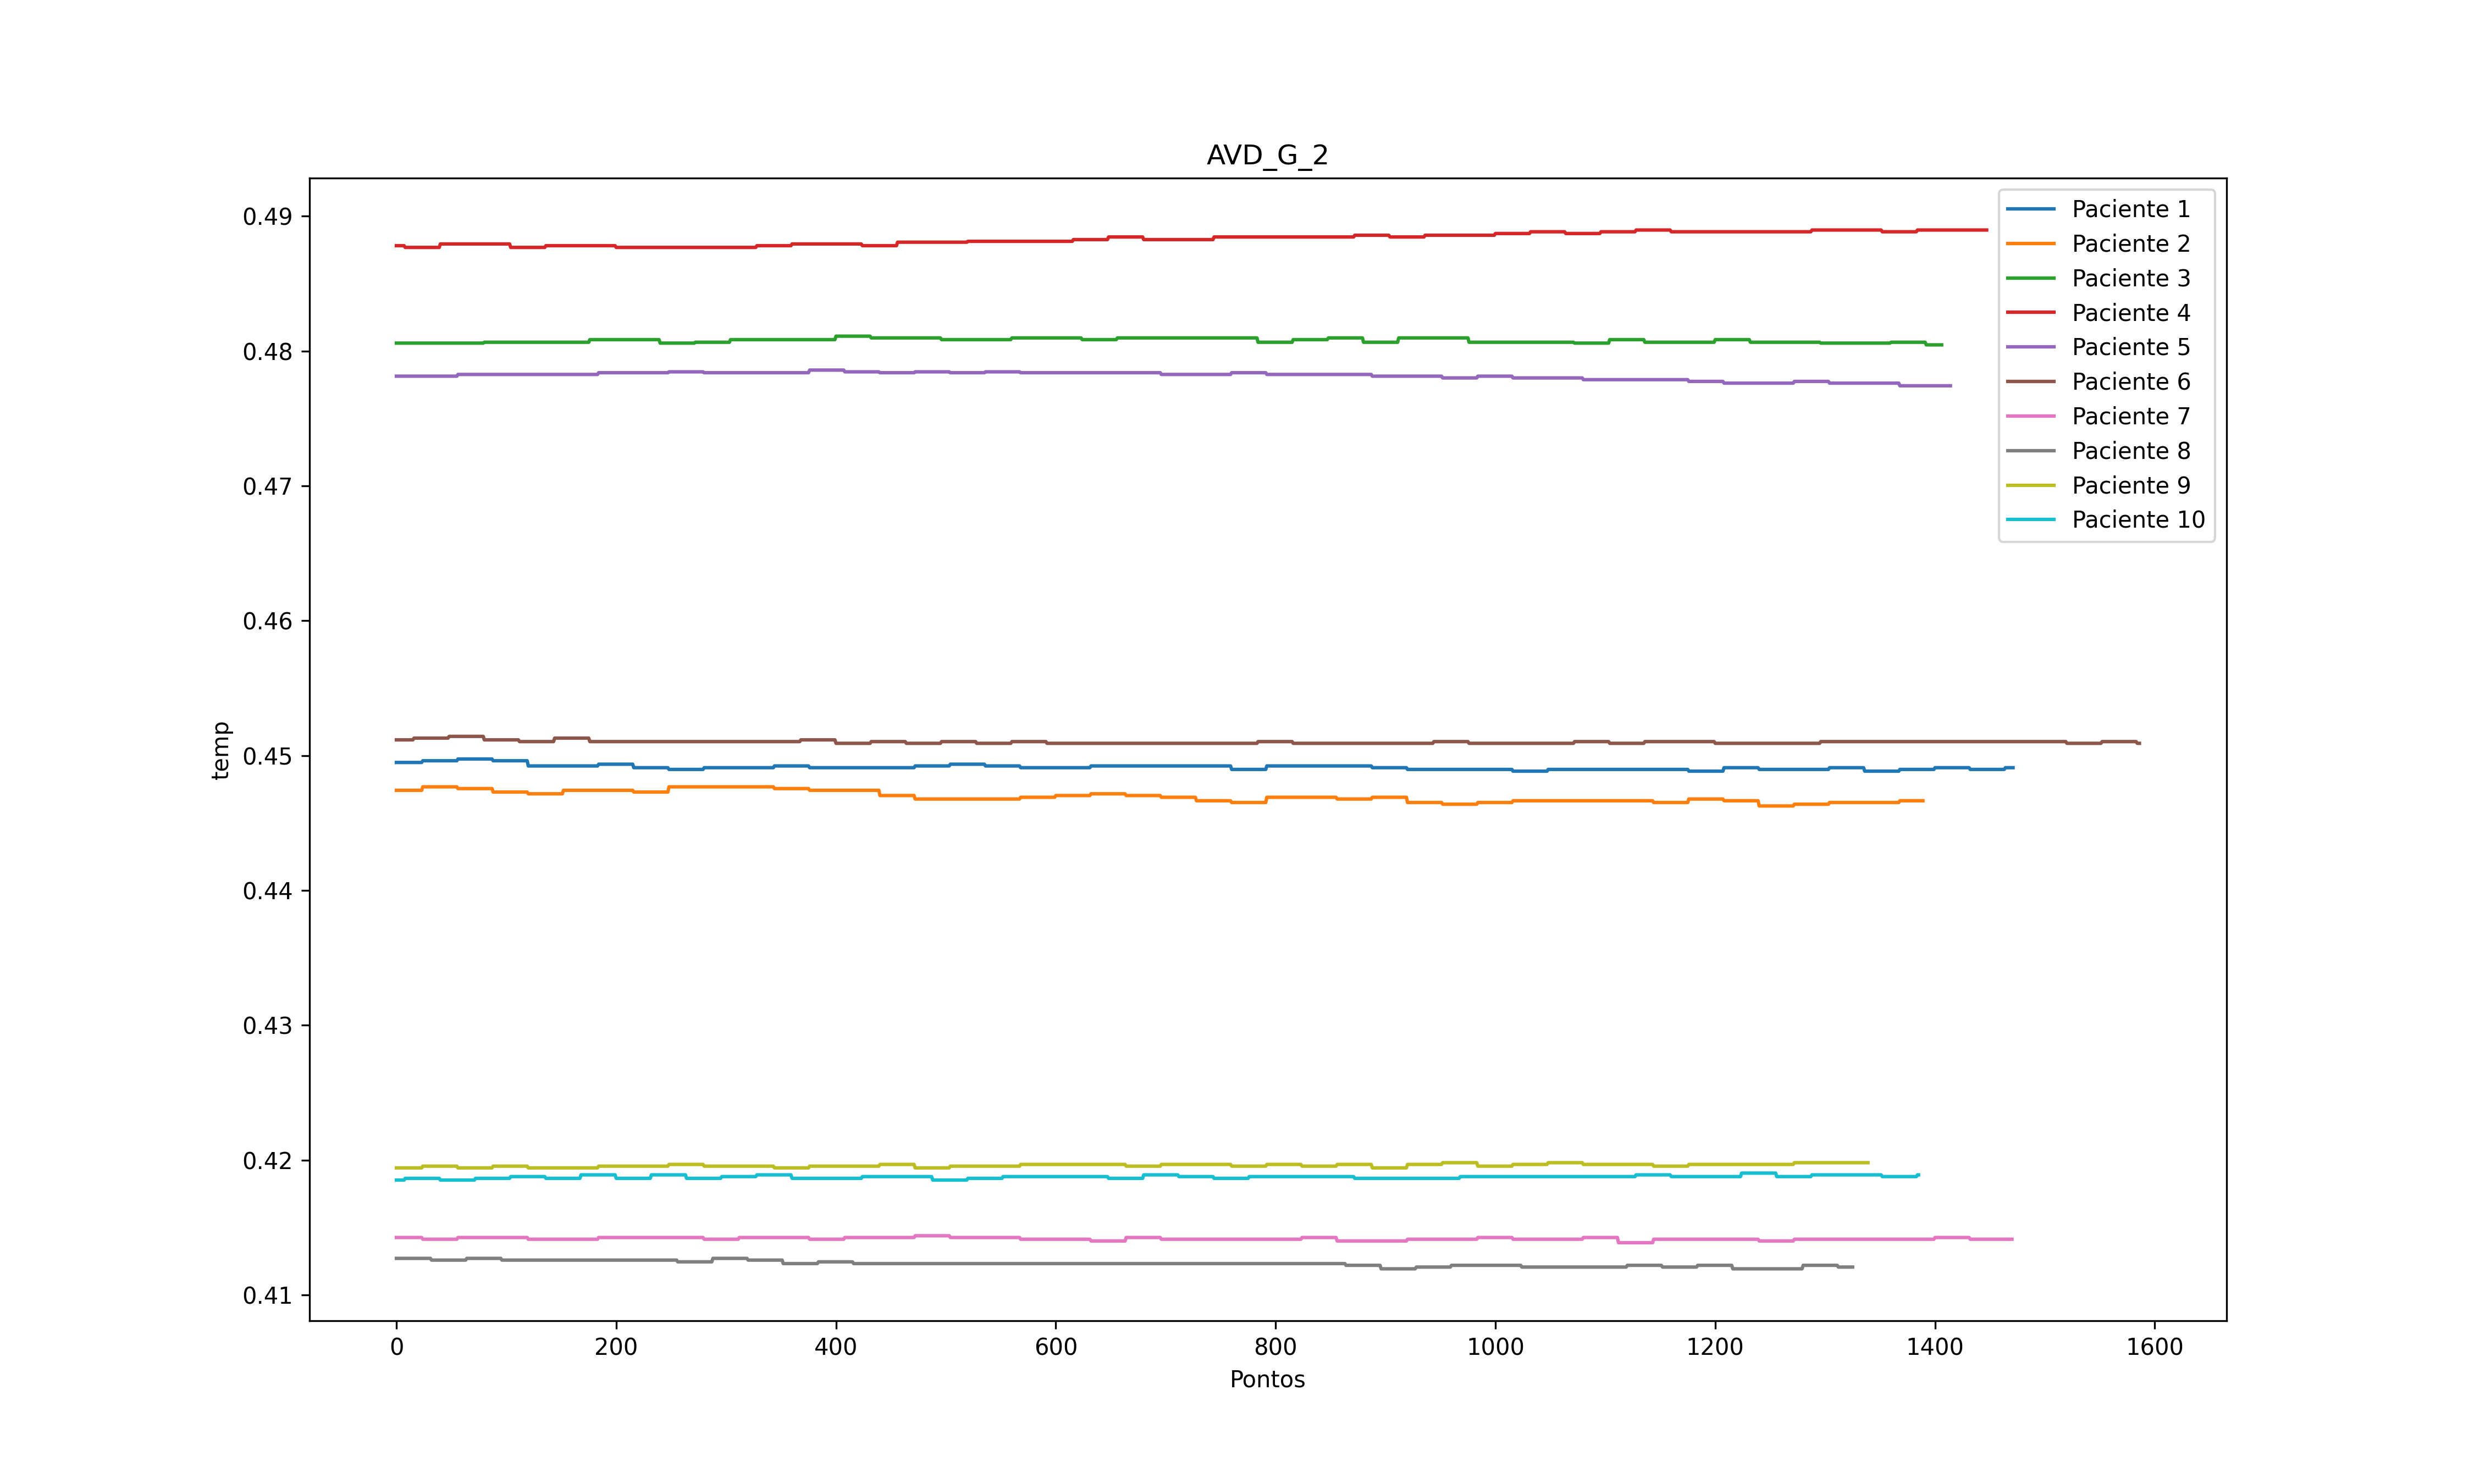 AVD_G_2
0.49
0.48
0.47
0.46
0.45
0.44
0.43
0.42
0.41
temp
Paciente 1
Paciente 2
Paciente 3
Paciente 4
Paciente 5
Paciente 6
Paciente 7
Paciente 8
Paciente 9
Paciente 10
0 200 400 600 800 1000 1200 1400 1600
Pontos